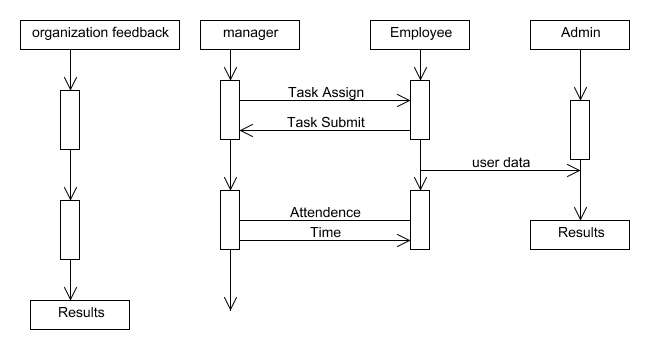 organization feedback
manager
Employee
Admin
Task Assign
Task Submit
user data
Attendence
Time
Results
Results